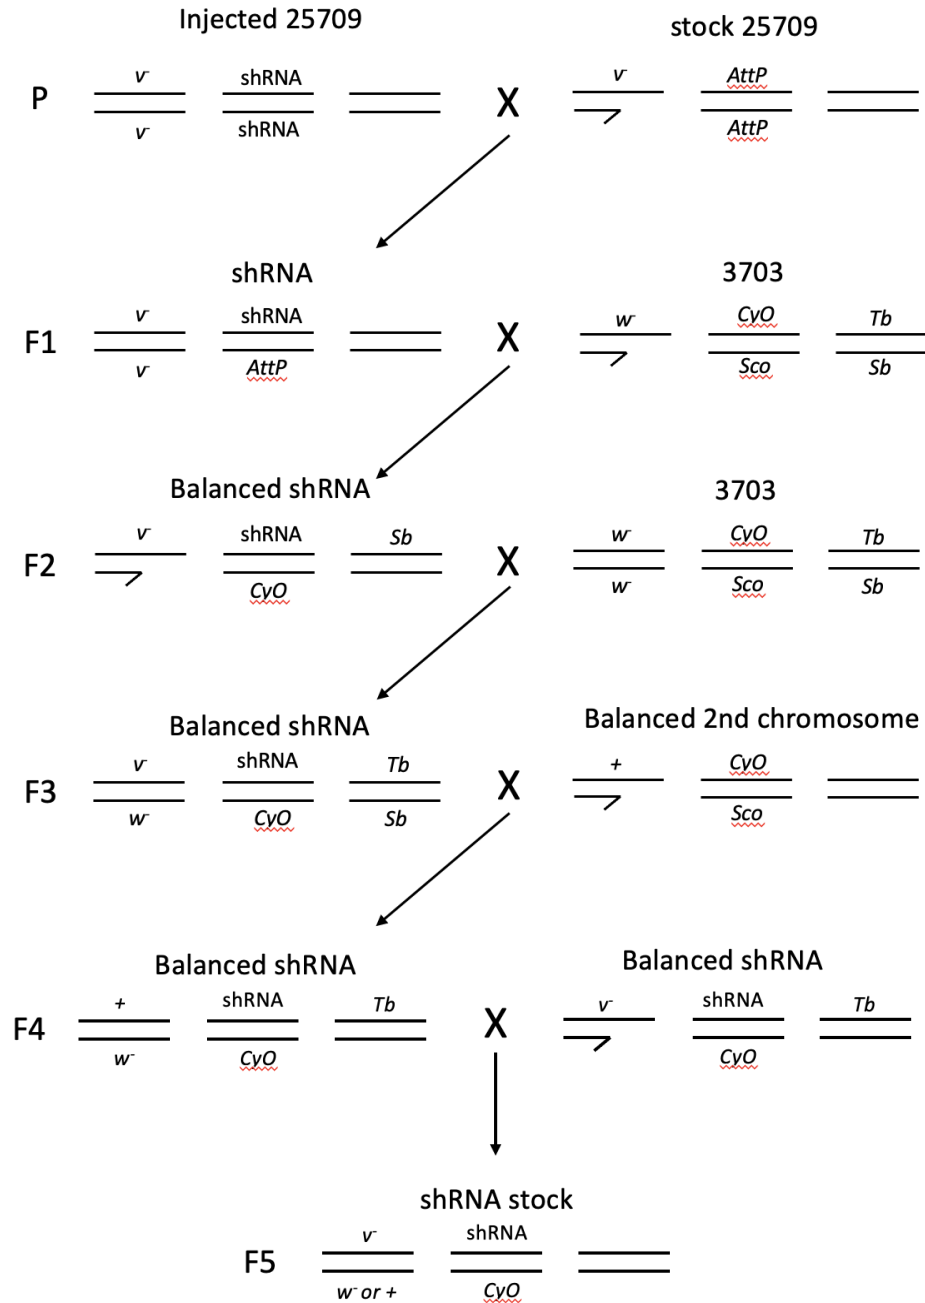 Injected 25709 stock 25709
v- shRNA v- AttP
P X
v- shRNA AttP
shRNA 3703
v- shRNA w- CyO Tb
F1 X
v- AttP Sco Sb
Balanced shRNA 3703
v- shRNA Sb w- CyO Tb
F2 X
CyO w- Sco Sb
Balanced shRNA Balanced 2nd chromosome
v- shRNA Tb + CyO
F3 X
w- CyO Sb Sco
Balanced shRNA Balanced shRNA
+ shRNA Tb v- shRNA Tb
F4 X
w- CyO CyO
shRNA stock
v- shRNA
F5
w- or + CyO